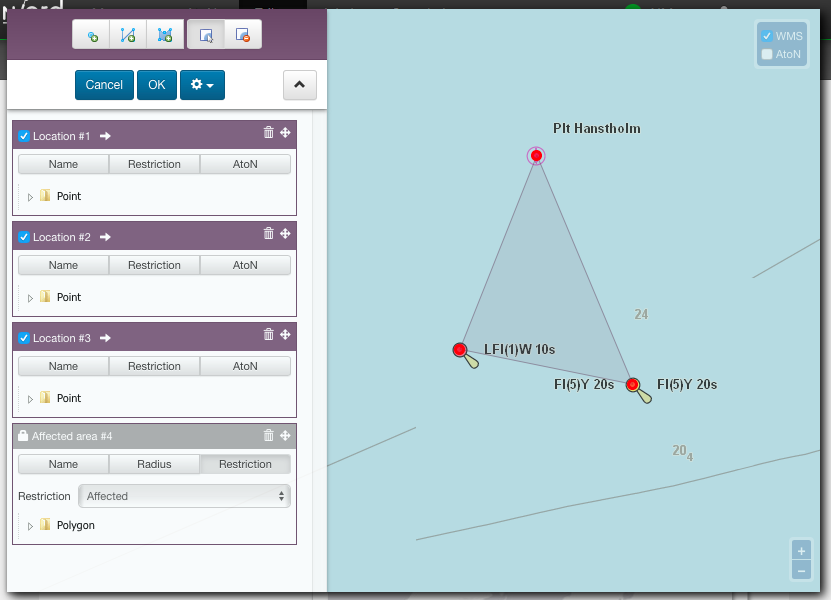 Cancel
OK
Location #1
Name
Restriction
AtoN
Point
Location #2
Name
Restriction
AtoN
Point
Location #3
Name
Restriction
AtoN
Point
Affected area #4
Name
Radius
Restriction
Restriction
Affected
Polygon
WMS
AtoN
Plt Hanstholm
24
LFl(1)W 10s
Fl(5)Y 20s
Fl(5)Y 20s
20 4
+
−